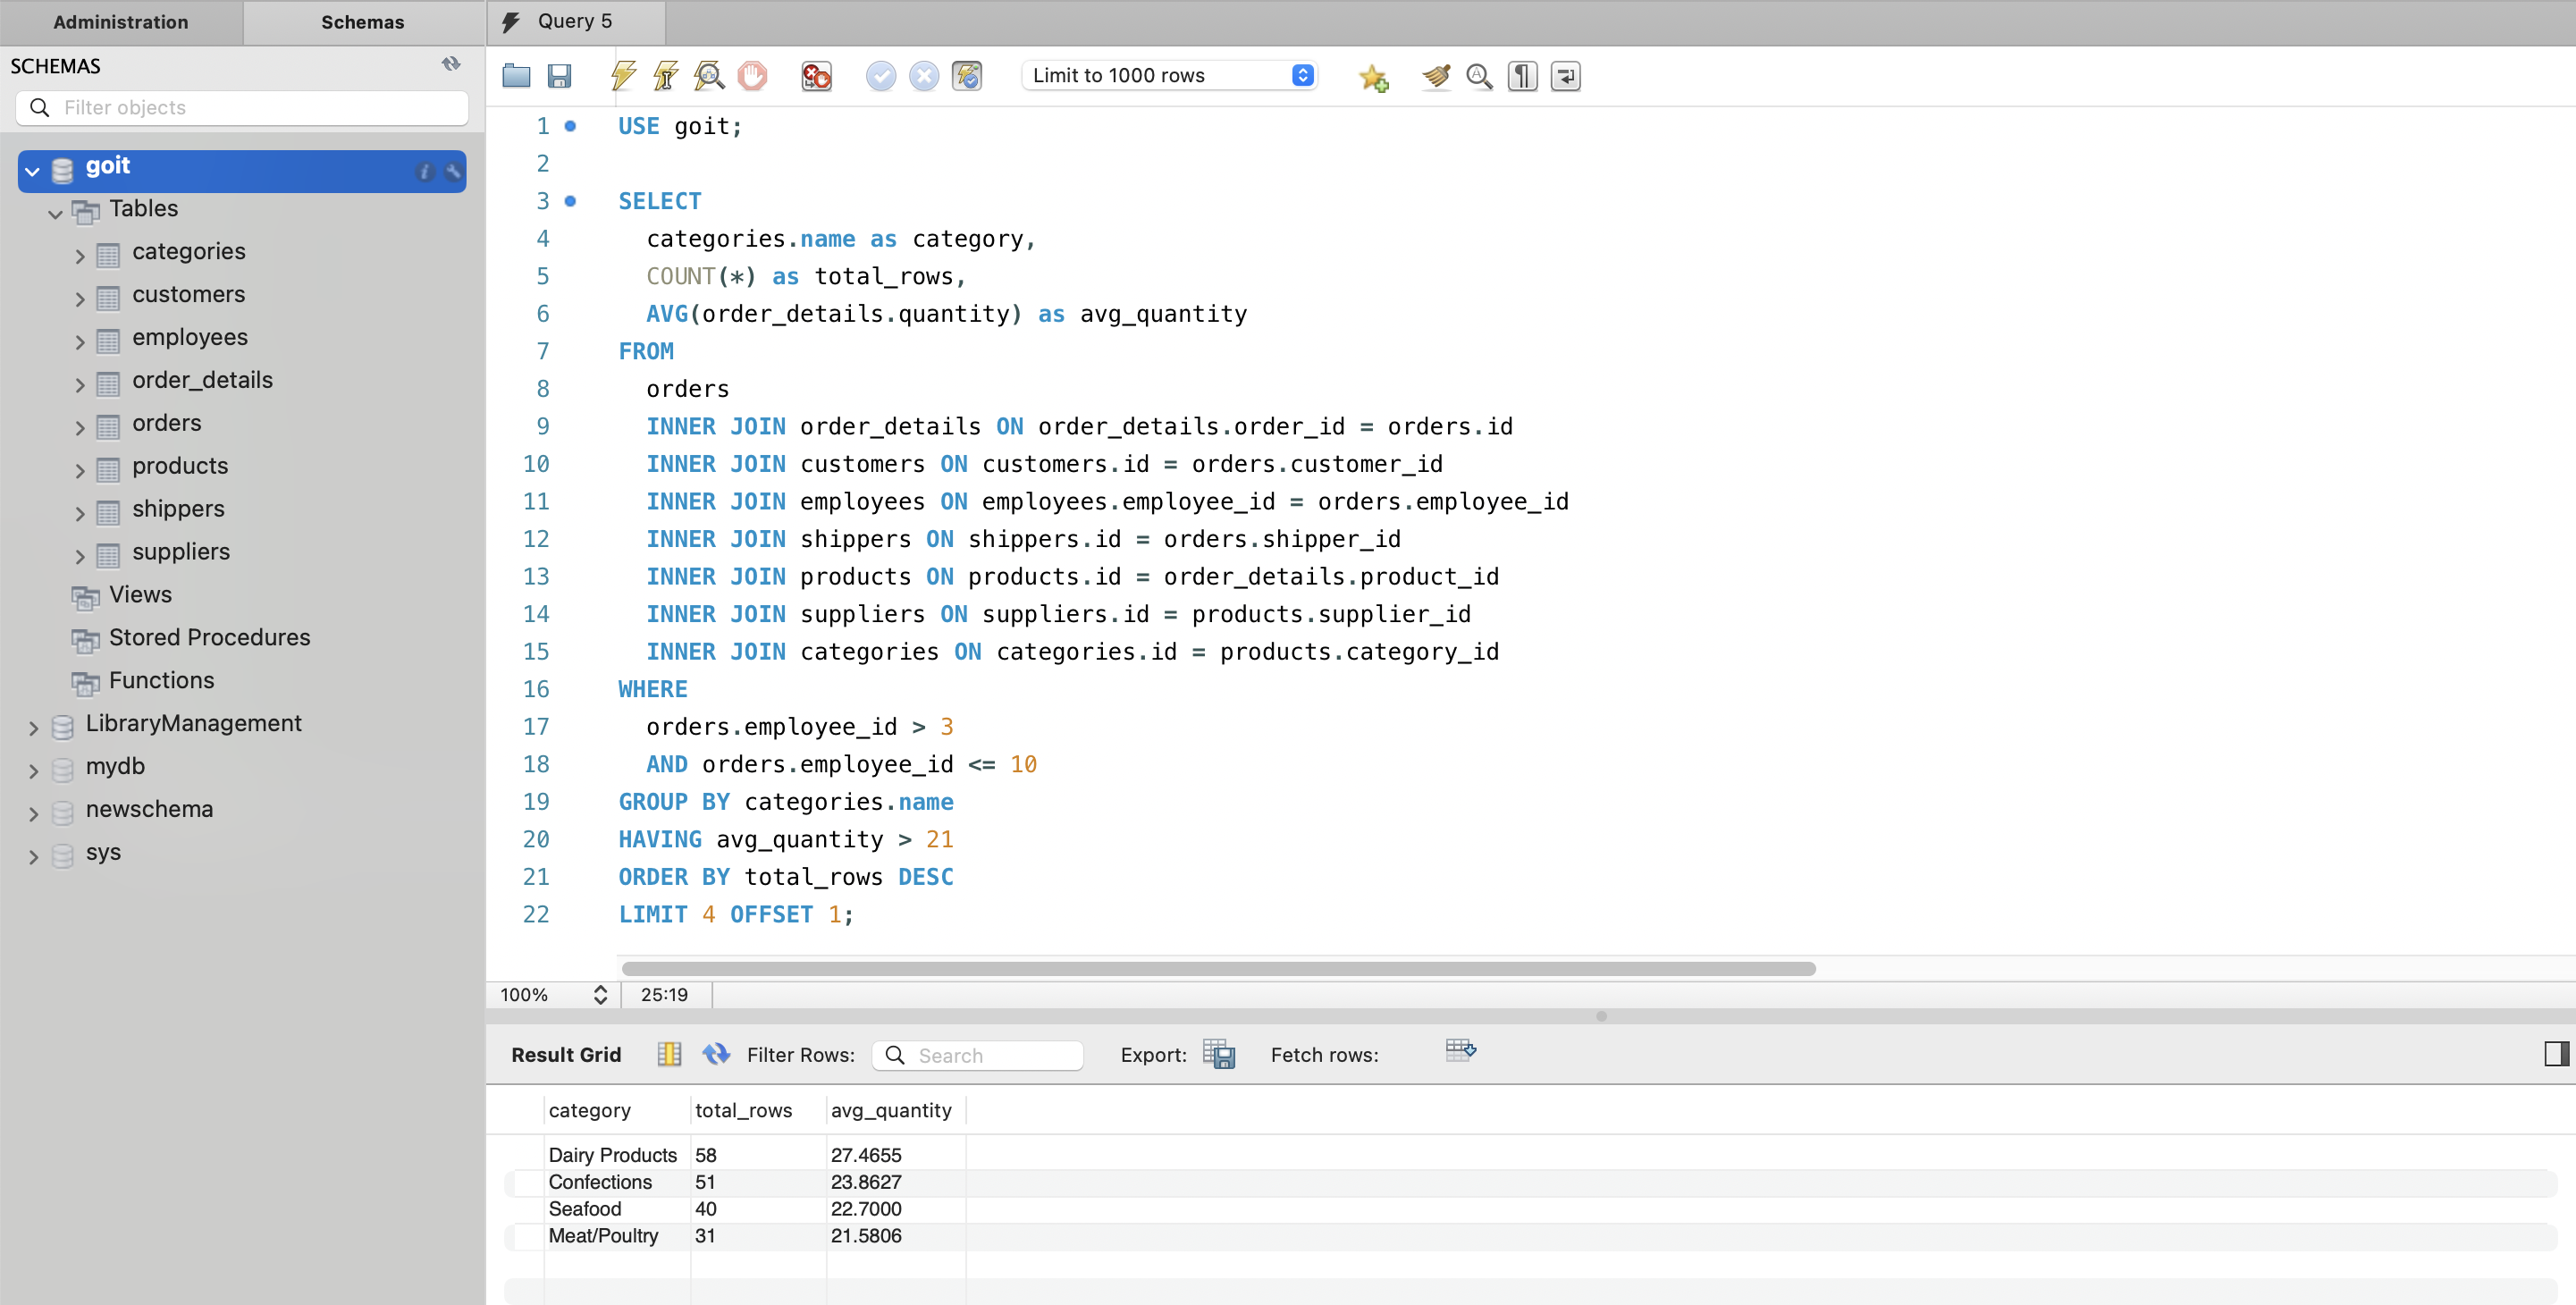 Administration
Schemas
SCHEMAS
Filter objects
goit
Tables
categories
customers
employees
order_details
orders
products
shippers
suppliers
Views
Stored Procedures
Functions
LibraryManagement
mydb
newschema
sys
Query 5
Limit to 1000 rows
1 USE goit;
2
3 SELECT
4 categories.name as category,
5 COUNT(*) as total_rows,
6 AVG(order_details.quantity) as avg_quantity
7 FROM
8 orders
9 INNER JOIN order_details ON order_details.order_id = orders.id
10 INNER JOIN customers ON customers.id = orders.customer_id
11 INNER JOIN employees ON employees.employee_id = orders.employee_id
12 INNER JOIN shippers ON shippers.id = orders.shipper_id
13 INNER JOIN products ON products.id = order_details.product_id
14 INNER JOIN suppliers ON suppliers.id = products.supplier_id
15 INNER JOIN categories ON categories.id = products.category_id
16 WHERE
17 orders.employee_id > 3
18 AND orders.employee_id <= 10
19 GROUP BY categories.name
20 HAVING avg_quantity > 21
21 ORDER BY total_rows DESC
22 LIMIT 4 OFFSET 1;
100% 25:19
Result Grid Filter Rows: Search Export: Fetch rows:
category total_rows avg_quantity
Dairy Products 58 27.4655
Confections 51 23.8627
Seafood 40 22.7000
Meat/Poultry 31 21.5806